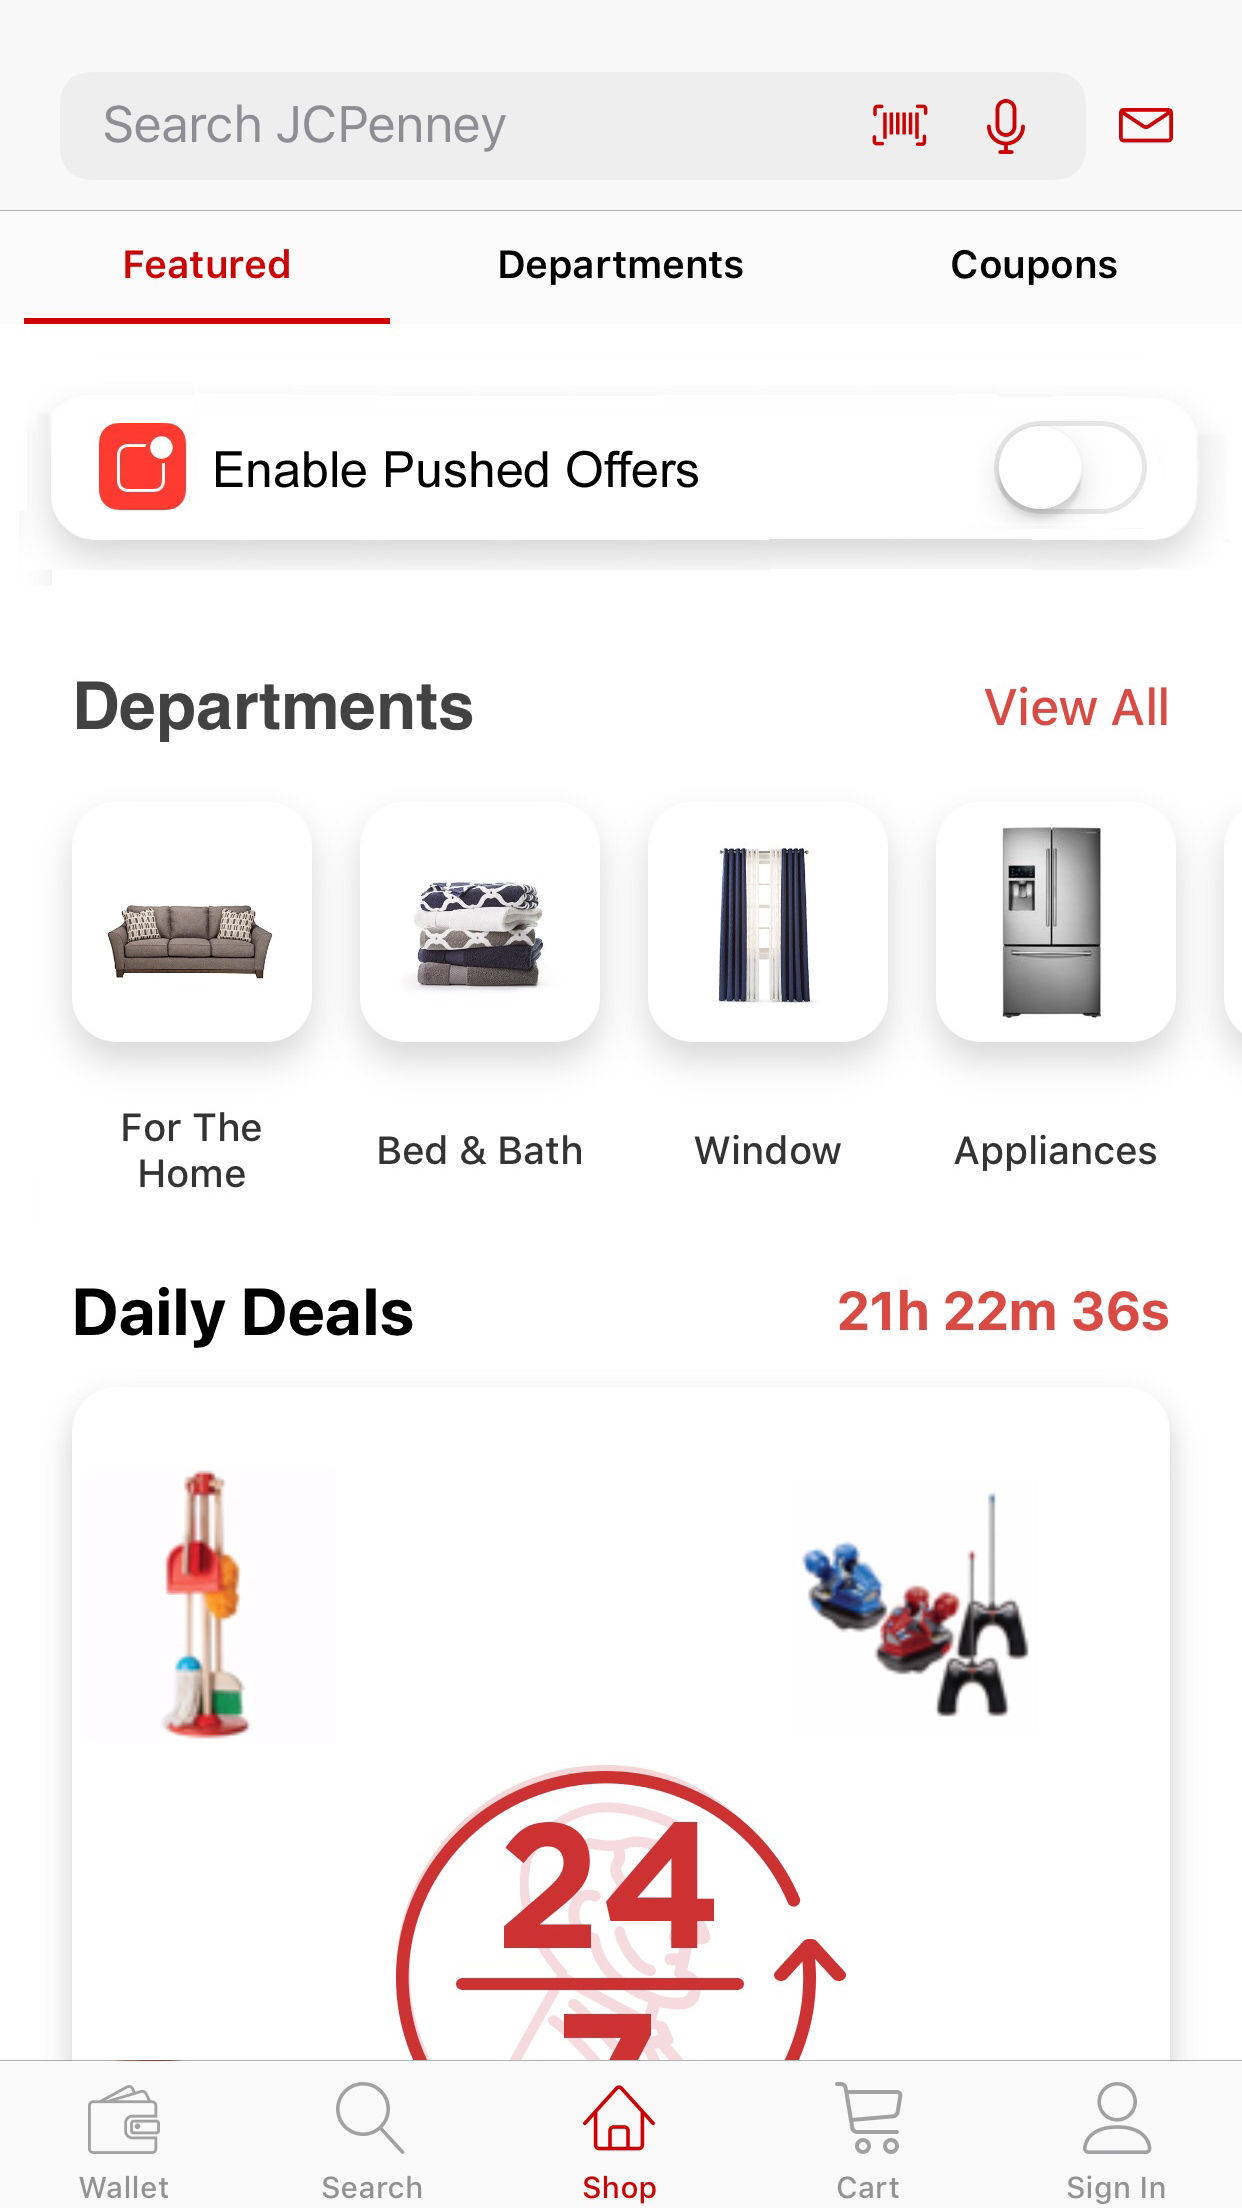 Search JCPenney
Featured
Departments
Coupons
Enable Pushed Offers
Departments
View All
For The
Home
Bed & Bath
Window
Appliances
Daily Deals
21h 22m 36s
24
7
Wallet
Search
Shop
Cart
Sign In